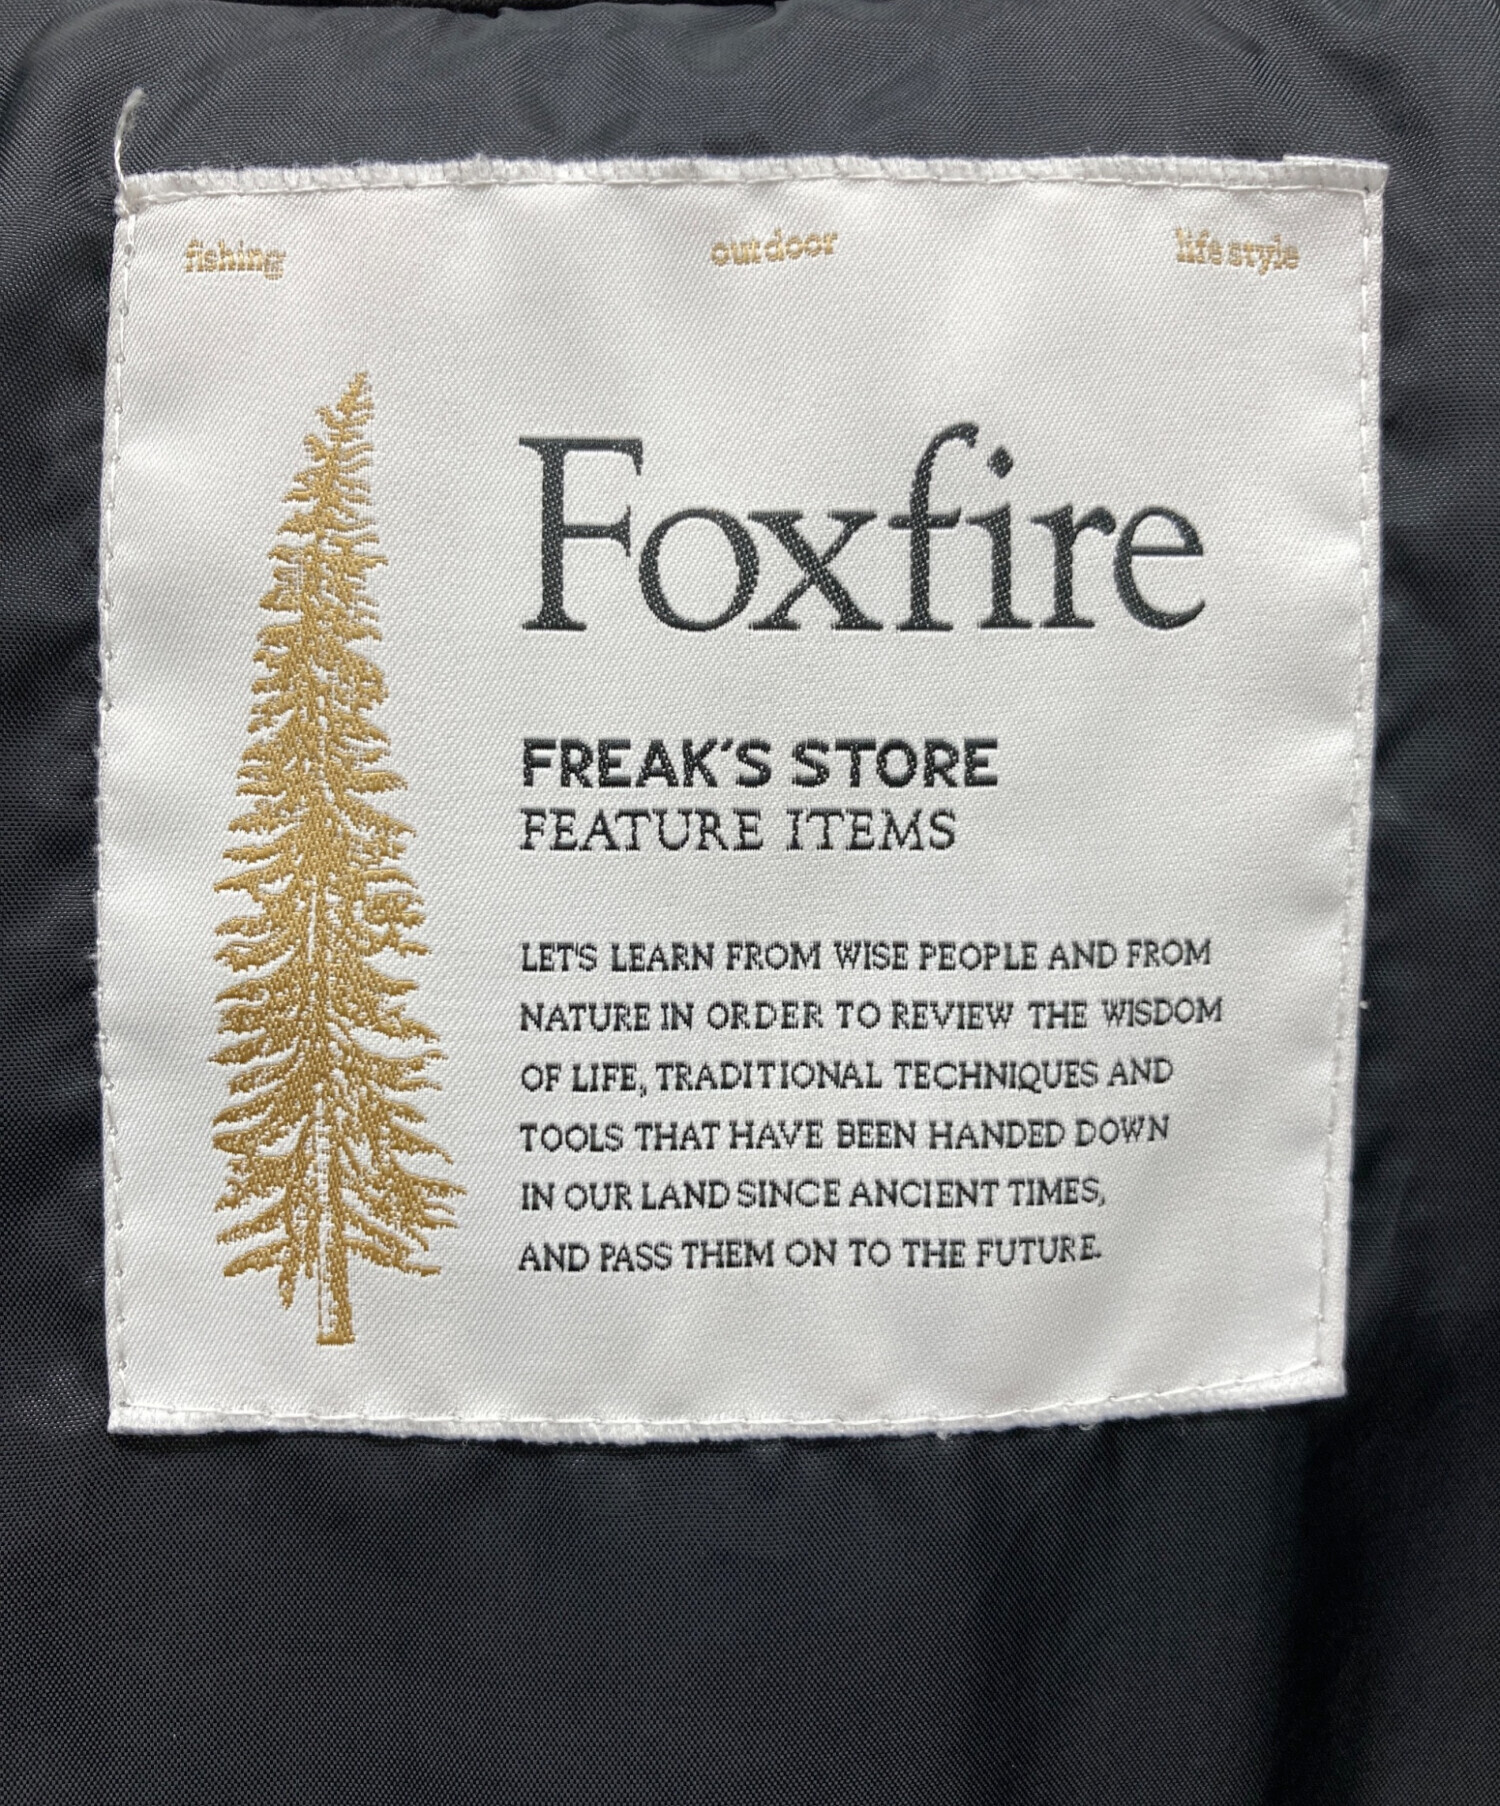 fishing outdoor lifestyle
Foxfire
FREAK'S STORE
FEATURE ITEMS
LET'S LEARN FROM WISE PEOPLE AND FROM
NATURE IN ORDER TO REVIEW THE WISDOM
OF LIFE, TRADITIONAL TECHNIQUES AND
TOOLS THAT HAVE BEEN HANDED DOWN
IN OUR LAND SINCE ANCIENT TIMES,
AND PASS THEM ON TO THE FUTURE.